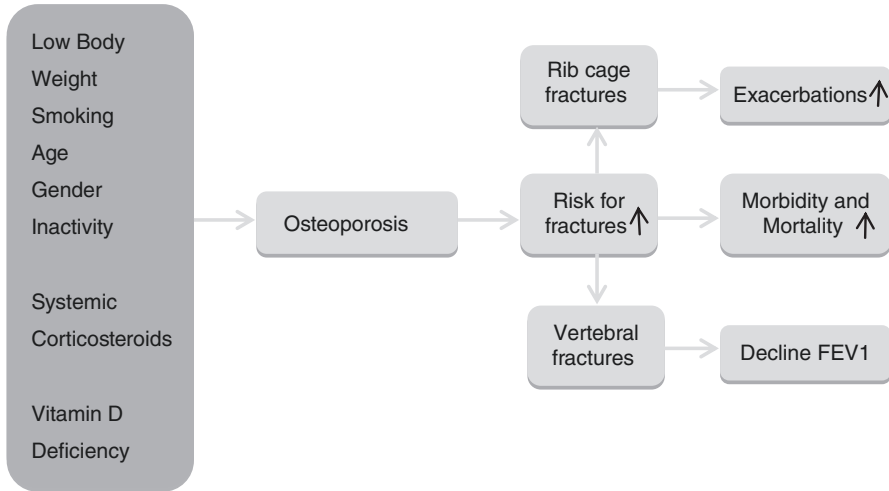 Low Body
Weight
Smoking
Age
Gender
Inactivity
Systemic
Corticosteroids
Vitamin D
Deficiency
Osteoporosis
Rib cage
fractures
Exacerbations
Risk for
fractures
Morbidity and
Mortality
Vertebral
fractures
Decline FEV1